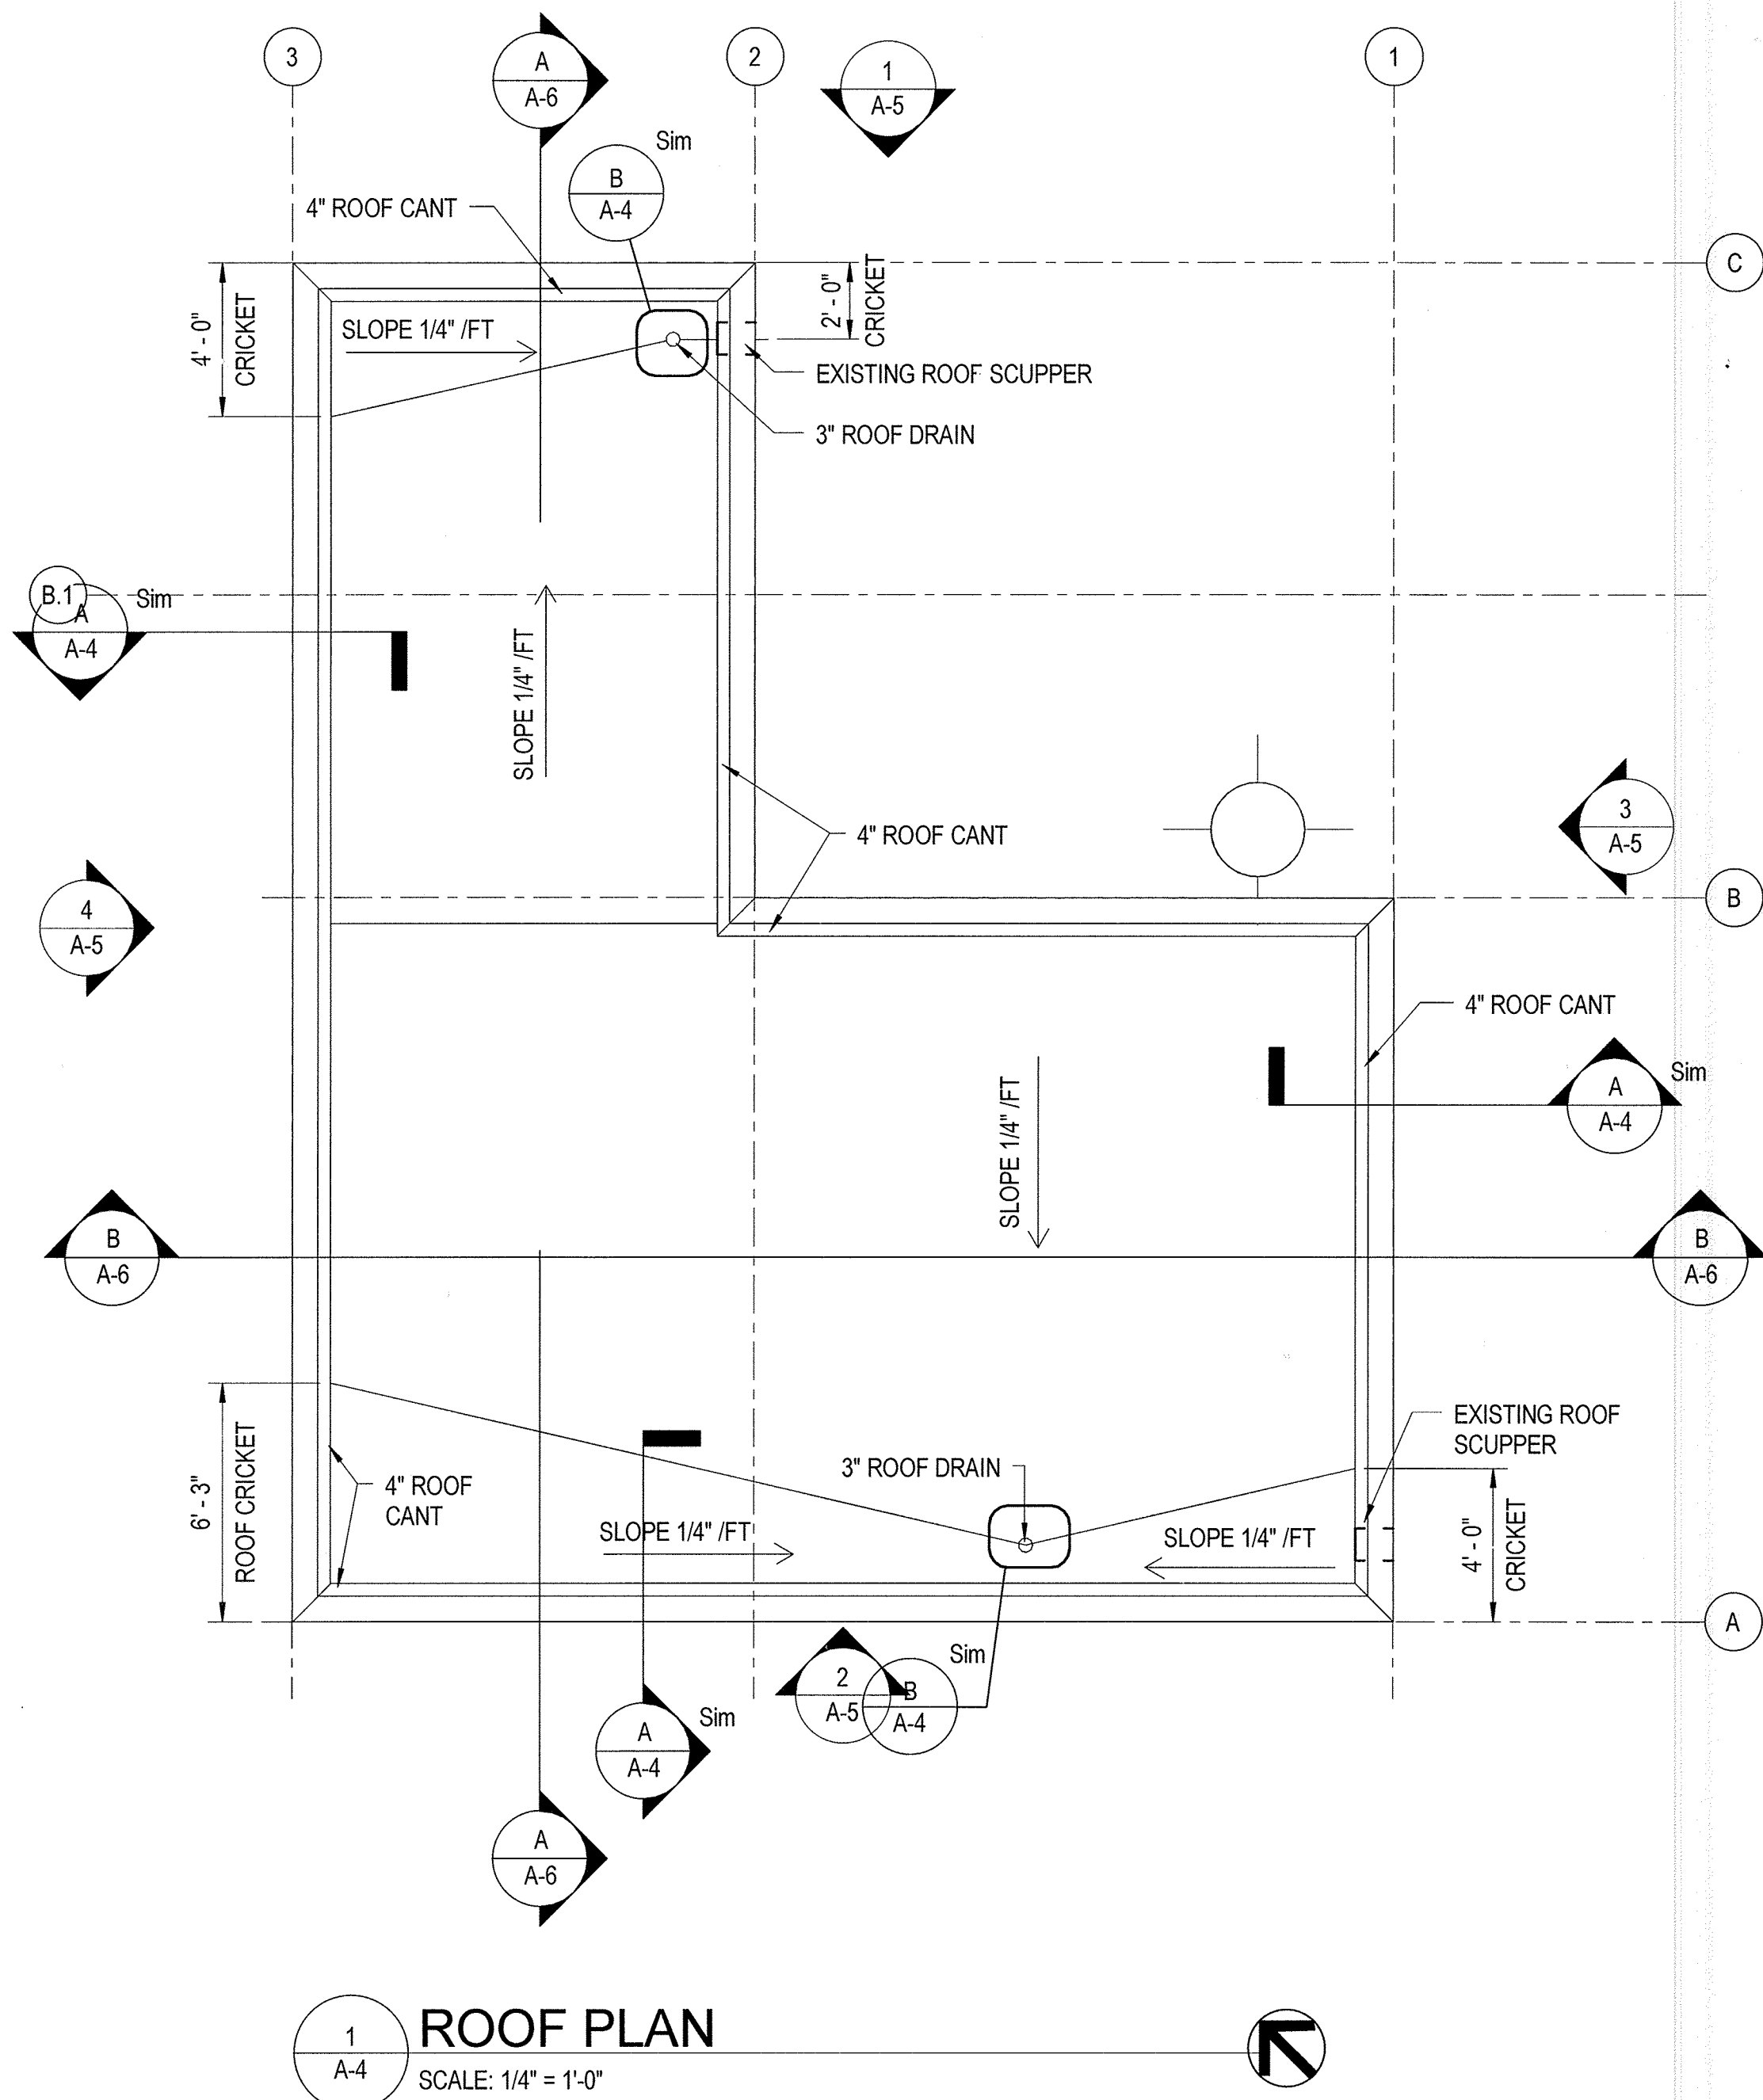 3
A
A-6
2
1
A-5
1
Sim
B
A-4
4" ROOF CANT
C
4' - 0"
CRICKET
SLOPE 1/4" /FT
2' - 0"
CRICKET
EXISTING ROOF SCUPPER
3" ROOF DRAIN
B.1
Sim
A
A-4
SLOPE 1/4" /FT
4" ROOF CANT
3
A-5
B
4
A-5
4" ROOF CANT
SLOPE 1/4" /FT
Sim
A
A-4
B
A-6
B
A-6
6' - 3"
ROOF CRICKET
4" ROOF
CANT
3" ROOF DRAIN
EXISTING ROOF
SCUPPER
SLOPE 1/4" /FT
SLOPE 1/4" /FT
4' - 0"
CRICKET
A
Sim
2
A-5
B
A-4
Sim
A
A-4
A
A-6
1
A-4
ROOF PLAN
SCALE: 1/4" = 1'-0"